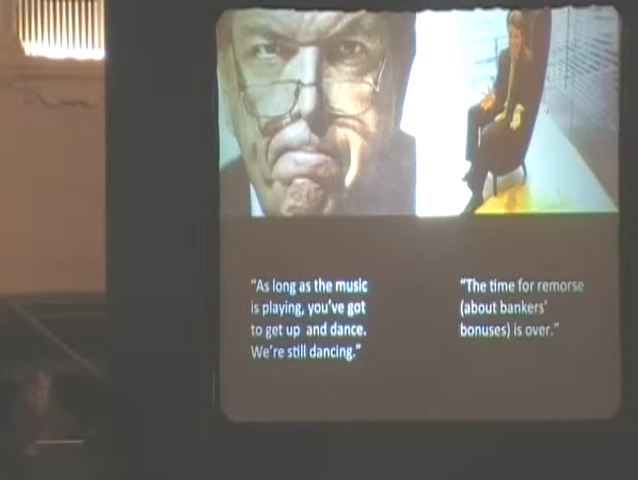 "As long as the music
is playing, you've got
to get up and dance.
We're still dancing."
"The time for remorse
(about bankers'
bonuses) is over."